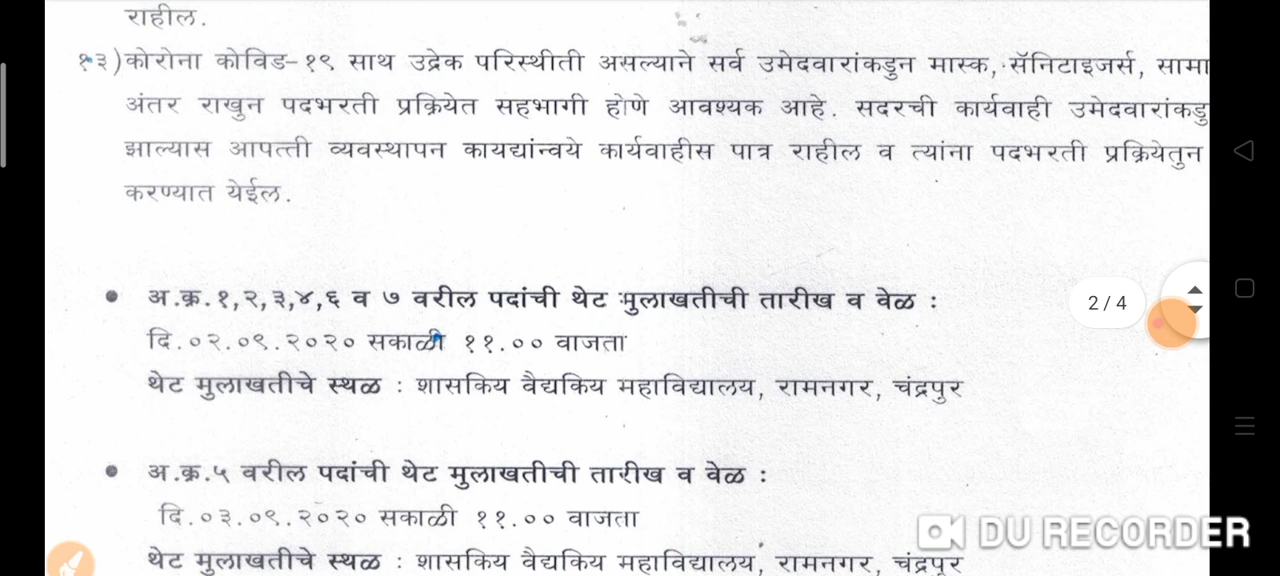 राहील.
१३) कोरोना कोविड-१९ साथ उद्रेक परिस्थीती असल्याने सर्व उमेदवारांकडुन मास्क, सॅनिटाइजर्स, सामा
अंतर राखुन पदभरती प्रक्रियेत सहभागी होणे आवश्यक आहे. सदरची कार्यवाही उमेदवारांकडु
झाल्यास आपत्ती व्यवस्थापन कायद्यांन्वये कार्यवाहीस पात्र राहील व त्यांना पदभरती प्रक्रियेतुन
करण्यात येईल.
• अ.क्र.१,२,३,४,६ व ७ वरील पदांची थेट मुलाखतीची तारीख व वेळ :
2/4
दि.०२.०९.२०२० सकाळी ११.०० वाजता
थेट मुलाखतीचे स्थळ : शासकिय वैद्यकिय महाविद्यालय, रामनगर, चंद्रपुर
• अ.क्र.५ वरील पदांची थेट मुलाखतीची तारीख व वेळ :
दि.०३.०९.२०२० सकाळी ११.०० वाजता
DU RECORDER
थेट मुलाखतीचे स्थळ : शासकिय वैद्यकिय महाविद्यालय, रामनगर, चंद्रपुर